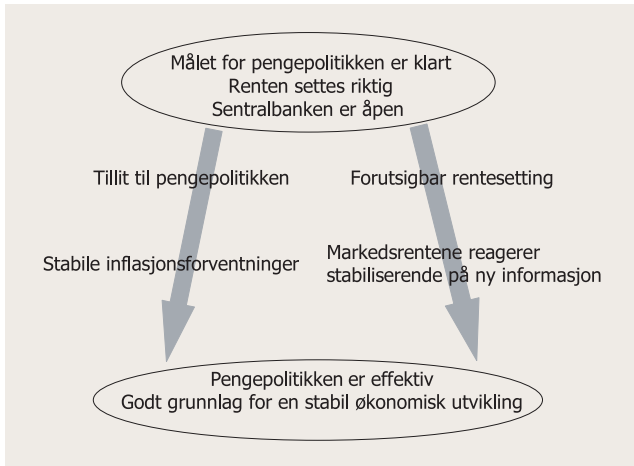 Målet for pengepolitikken er klart
Renten settes riktig
Sentralbanken er åpen
Tillit til pengepolitikken
Forutsigbar rentesetting
Stabile inflasjonsforventninger
Markedsrentene reagerer
stabiliserende på ny informasjon
Pengepolitikken er effektiv
Godt grunnlag for en stabil økonomisk utvikling